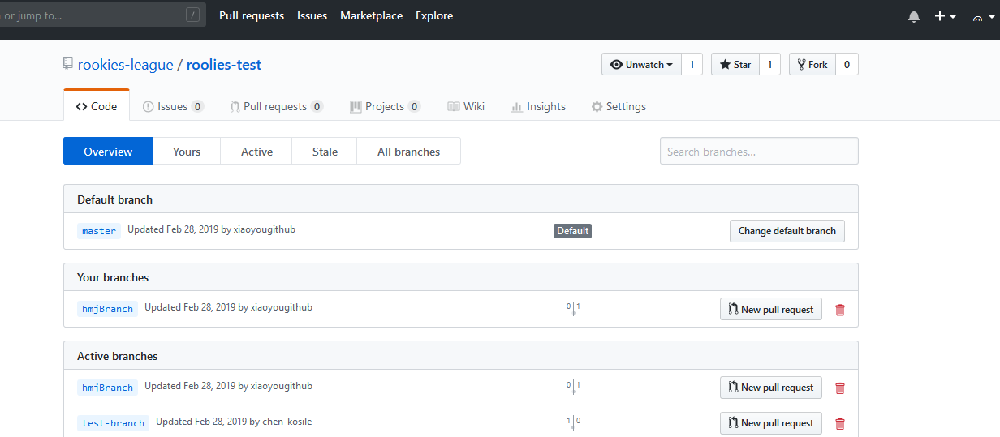 or jump to... /
Pull requests Issues Marketplace Explore
rookies-league / roolies-test
Unwatch 1 Star 1 Fork 0
Code Issues 0 Pull requests 0 Projects 0 Wiki Insights Settings
Overview Yours Active Stale All branches Search branches...
Default branch
master Updated Feb 28, 2019 by xiaoyougithub Default Change default branch
Your branches
hmjBranch Updated Feb 28, 2019 by xiaoyougithub 0 1 New pull request
Active branches
hmjBranch Updated Feb 28, 2019 by xiaoyougithub 0 1 New pull request
test-branch Updated Feb 28, 2019 by chen-kosile 1 0 New pull request